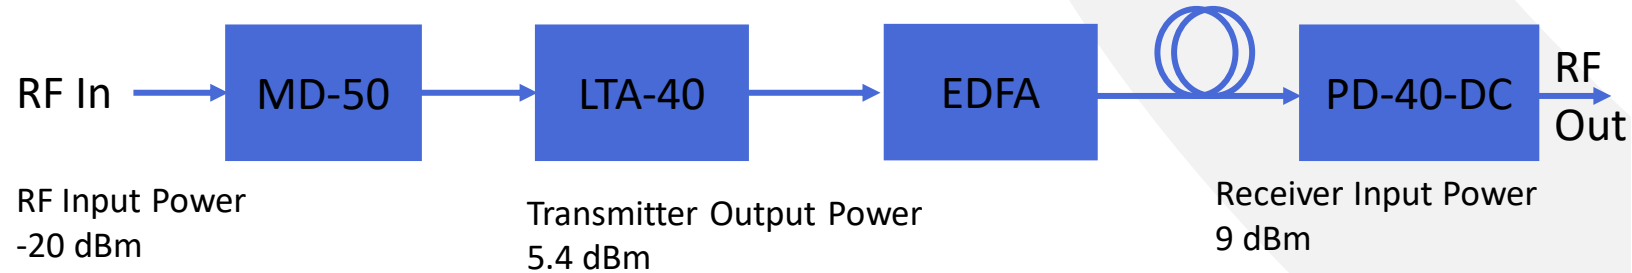 RF In
MD-50
LTA-40
EDFA
PD-40-DC
RF
Out
RF Input Power
-20 dBm
Transmitter Output Power
5.4 dBm
Receiver Input Power
9 dBm